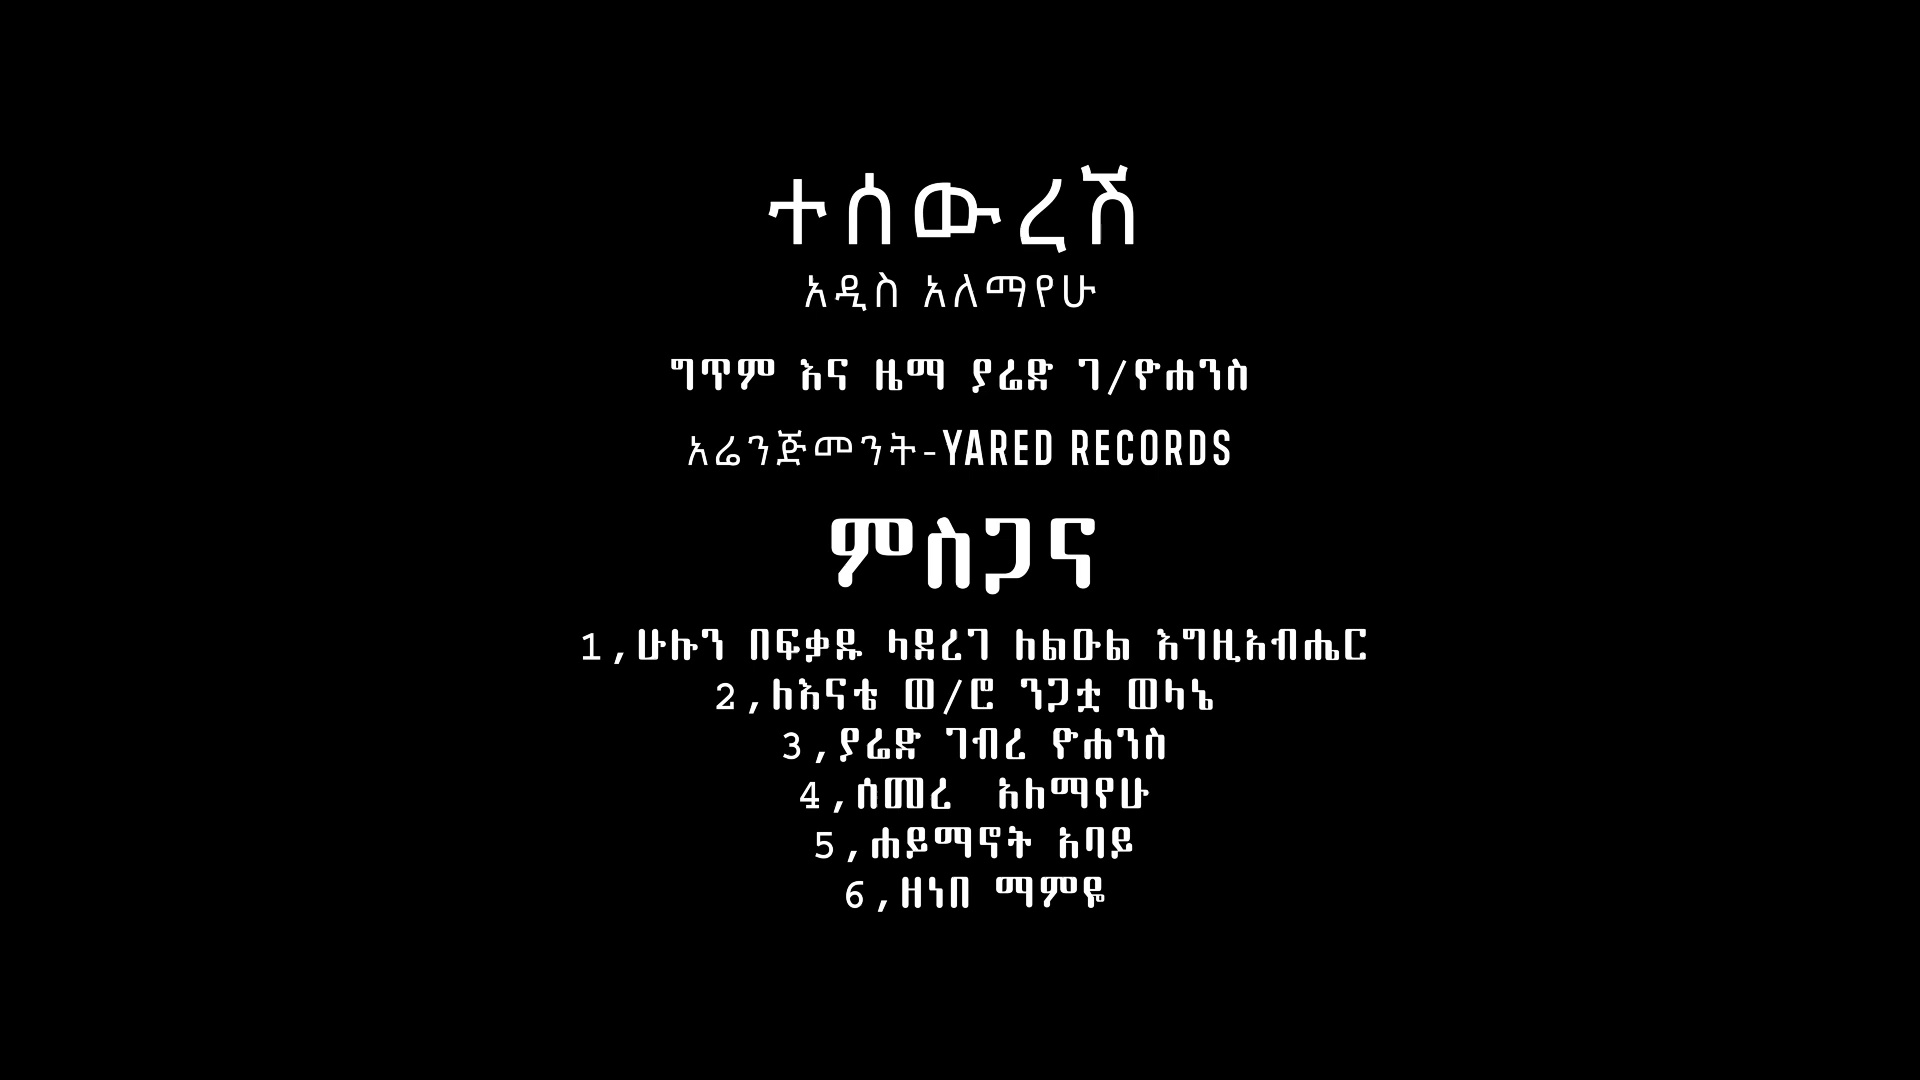 ተሰውረሽ
አዲስ አለማየሁ
ግጥም እና ዜማ ያሬድ ገ/ዮሐንስ
አሬንጅመንት-YARED RECORDS
ምስጋና
1,ሁሉን በፍቃዱ ላደረገ ለልዑል እግዚአብሔር
2,ለእናቴ ወ/ሮ ንጋቷ ወላኔ
3,ያሬድ ገብረ ዮሐንስ
4,ሰመረ አለማየሁ
5,ሐይማኖት አባይ
6,ዘነበ ማምዬ